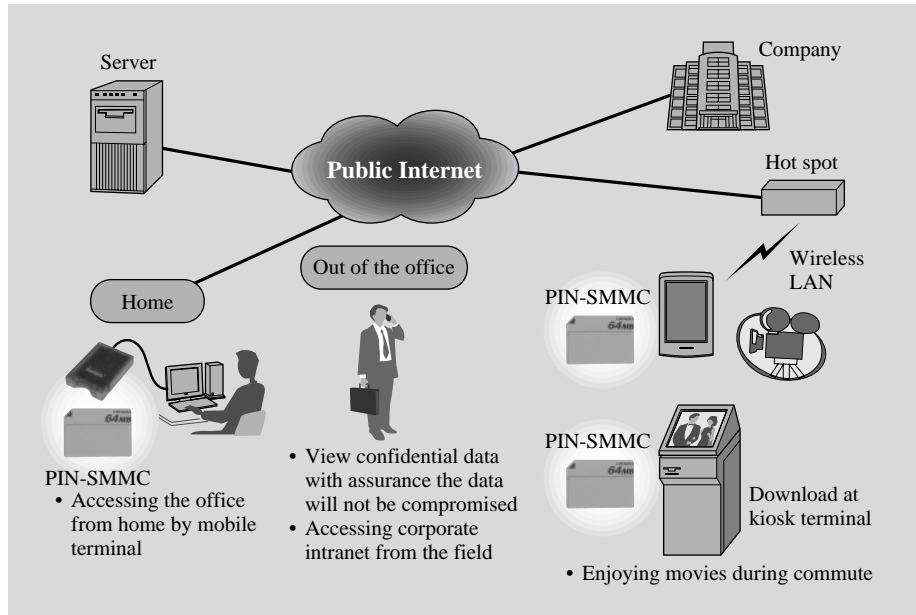 Server
Company
Public Internet
Hot spot
Out of the office
Home
Wireless
LAN
PIN-SMMC
64MB
64MB
PIN-SMMC
• Accessing the office
from home by mobile
terminal
• View confidential data
with assurance the data
will not be compromised
• Accessing corporate
intranet from the field
PIN-SMMC
64MB
Download at
kiosk terminal
• Enjoying movies during commute